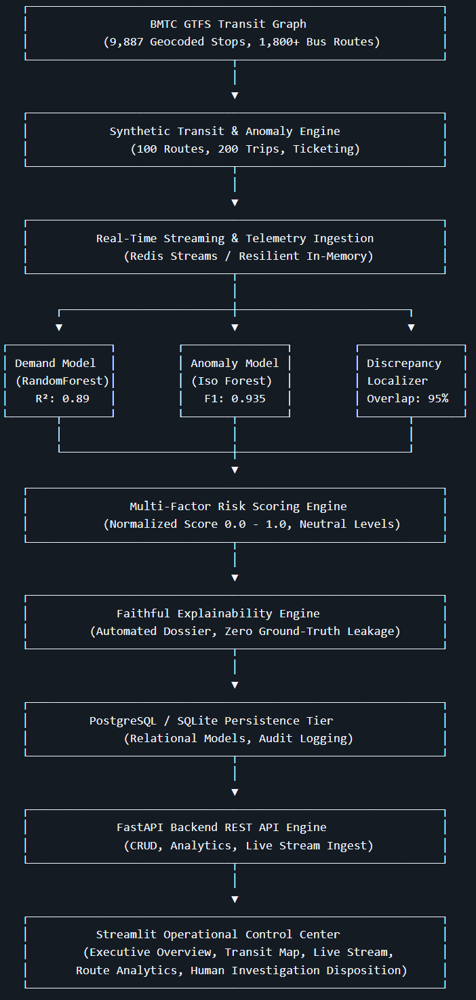 BMTC GTFS Transit Graph
(9,887 Geocoded Stops, 1,800+ Bus Routes)
Synthetic Transit & Anomaly Engine
(100 Routes, 200 Trips, Ticketing)
Real-Time Streaming & Telemetry Ingestion
(Redis Streams / Resilient In-Memory)
Demand Model
(RandomForest)
R²: 0.89
Anomaly Model
(Iso Forest)
F1: 0.935
Discrepancy
Localizer
Overlap: 95%
Multi-Factor Risk Scoring Engine
(Normalized Score 0.0 - 1.0, Neutral Levels)
Faithful Explainability Engine
(Automated Dossier, Zero Ground-Truth Leakage)
PostgreSQL / SQLite Persistence Tier
(Relational Models, Audit Logging)
FastAPI Backend REST API Engine
(CRUD, Analytics, Live Stream Ingest)
Streamlit Operational Control Center
(Executive Overview, Transit Map, Live Stream,
Route Analytics, Human Investigation Disposition)